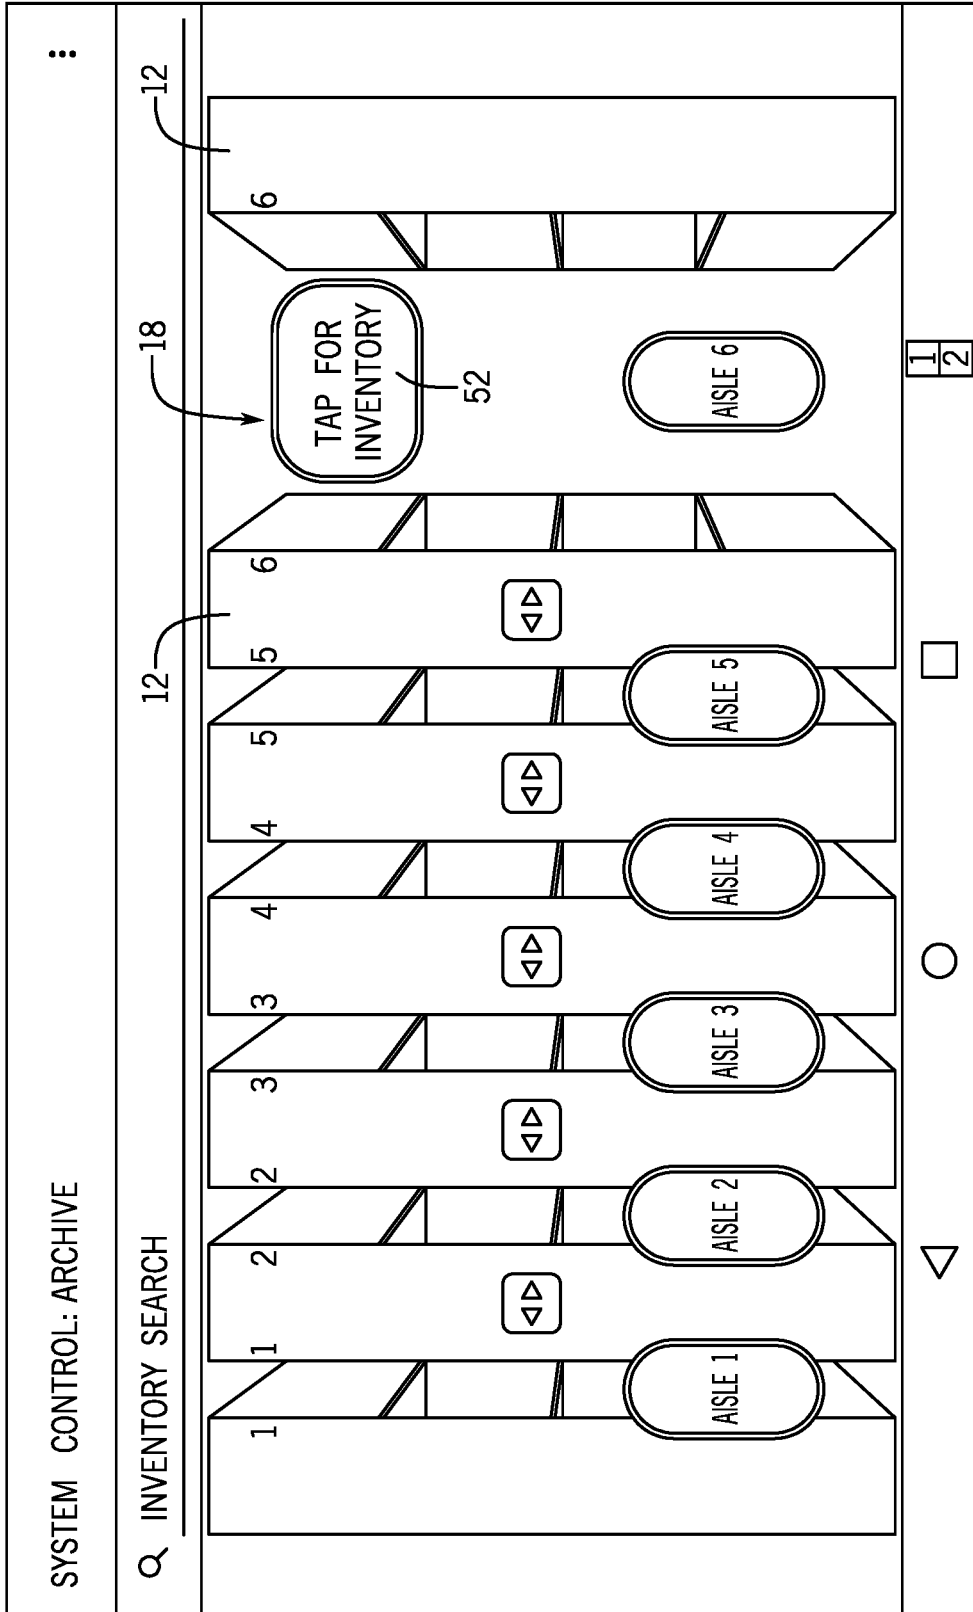 SYSTEM CONTROL: ARCHIVE
INVENTORY SEARCH
12
18
12
1
1
2
2
3
3
4
4
5
5
6
6
TAP FOR
INVENTORY
52
AISLE 1
AISLE 2
AISLE 3
AISLE 4
AISLE 5
AISLE 6
1
2